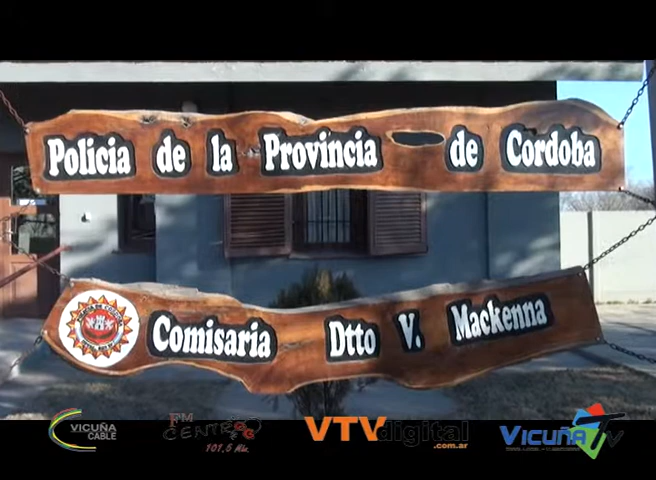 Policia de la Provincia de Cordoba
Comisaria Dtto V. Mackenna
VICUÑA
CABLE
FM
CENTRO
101,5 Mhz.
VTVdigital
.com.ar
VICUÑATV